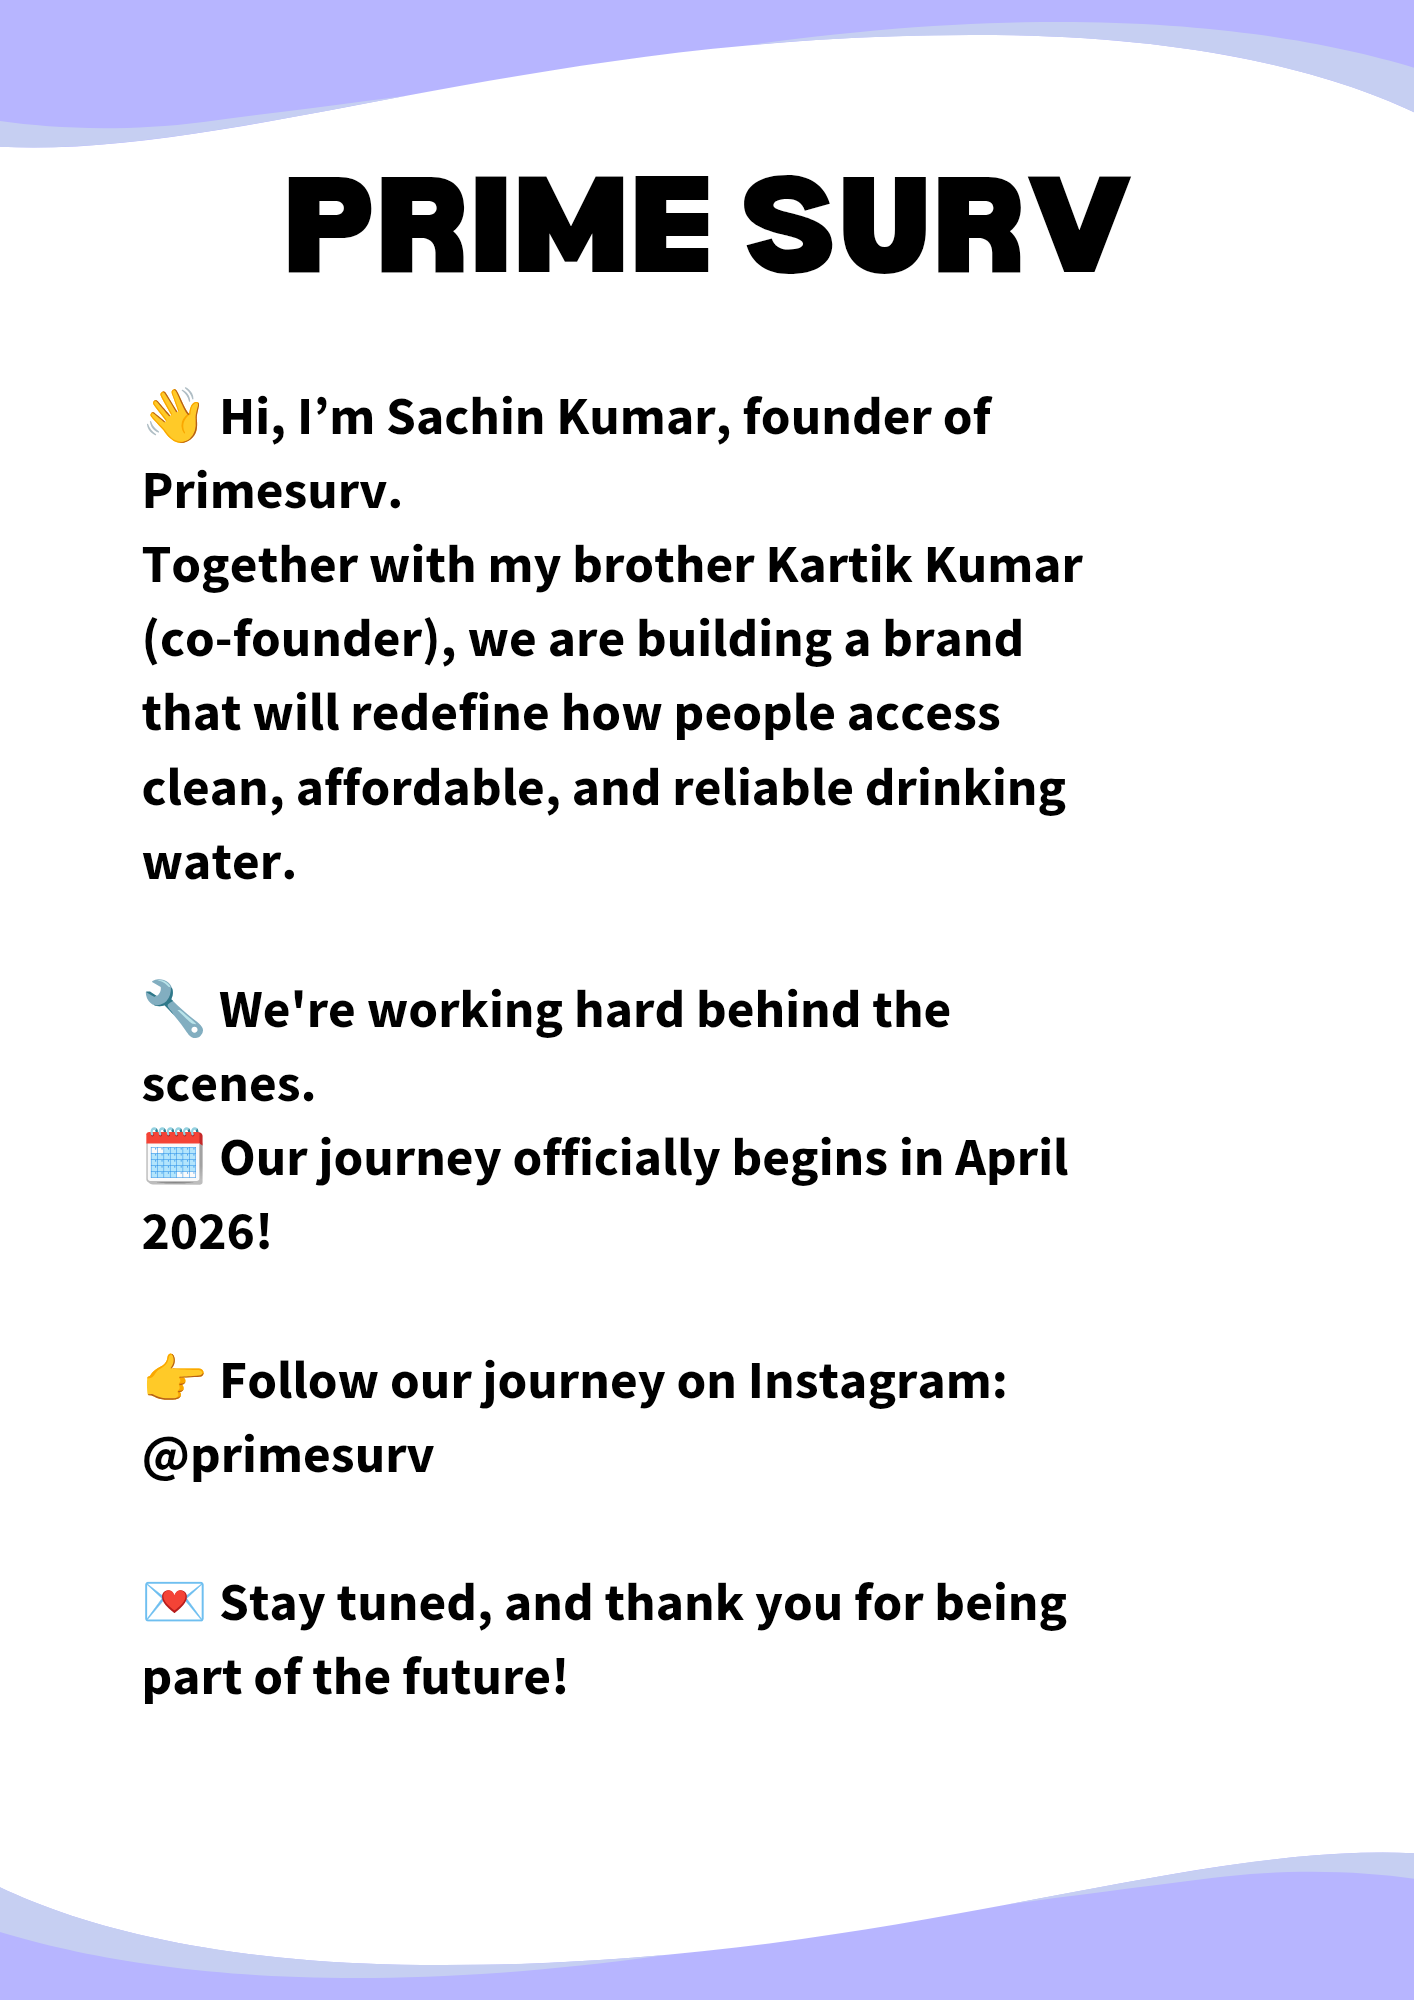 PRIME SURV
👋 Hi, I’m Sachin Kumar, founder of
Primesurv.
Together with my brother Kartik Kumar
(co-founder), we are building a brand
that will redefine how people access
clean, affordable, and reliable drinking
water.
🔧 We're working hard behind the
scenes.
🗓️ Our journey officially begins in April
2026!
👉 Follow our journey on Instagram:
@primesurv
💌 Stay tuned, and thank you for being
part of the future!